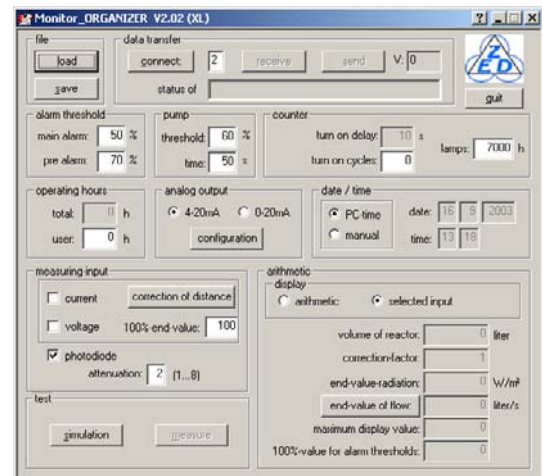 Monitor_ORGANIZER V2.02 (XL)
file
load
save
data transfer
connect: 2 receive send V: 0
status of
ZED
quit
alarm threshold
main alarm: 50 %
pre alarm: 70 %
pump
threshold: 60 %
time: 50 s
counter
turn on delay: 10 s
turn on cycles: 0
lamps: 7000 h
operating hours
total: 0 h
user: 0 h
analog output
4-20mA 0-20mA
configuration
date / time
PC-time
manual
date: 16 9 2003
time: 13 18
measuring input
current correction of distance
voltage 100%-end-value: 100
photodiode
attenuation: 2 (1...8)
test
simulation measure
arithmetic
display
arithmetic selected input
volume of reactor: 0 liter
correction-factor: 1
end-value-radiation: 0 W/m²
end-value of flow: 0 liter/s
maximum display value: 0
100%-value for alarm thresholds: 0